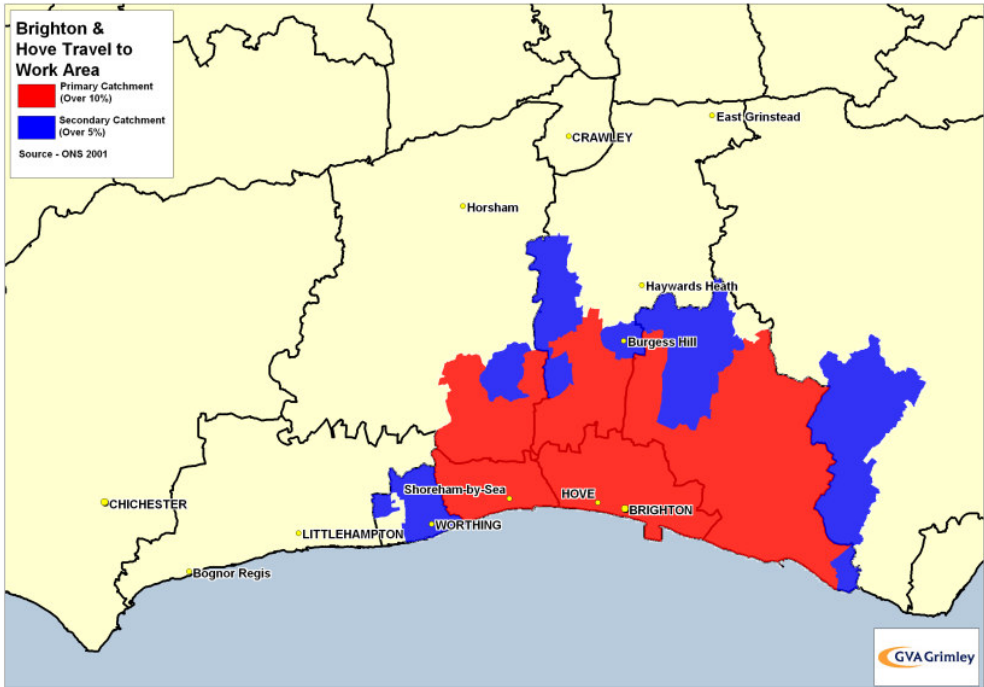 Brighton &
Hove Travel to
Work Area
Primary Catchment
(Over 10%)
Secondary Catchment
(Over 5%)
Source - ONS 2001
East Grinstead
CRAWLEY
Horsham
Haywards Heath
Burgess Hill
Shoreham-by-Sea
HOVE
BRIGHTON
CHICHESTER
WORTHING
LITTLEHAMPTON
Bognor Regis
GVA Grimley